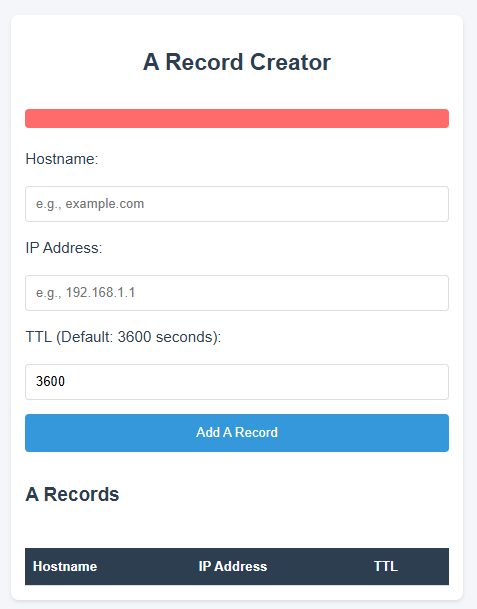 A Record Creator
Hostname:
e.g., example.com
IP Address:
e.g., 192.168.1.1
TTL (Default: 3600 seconds):
3600
Add A Record
A Records
Hostname IP Address TTL